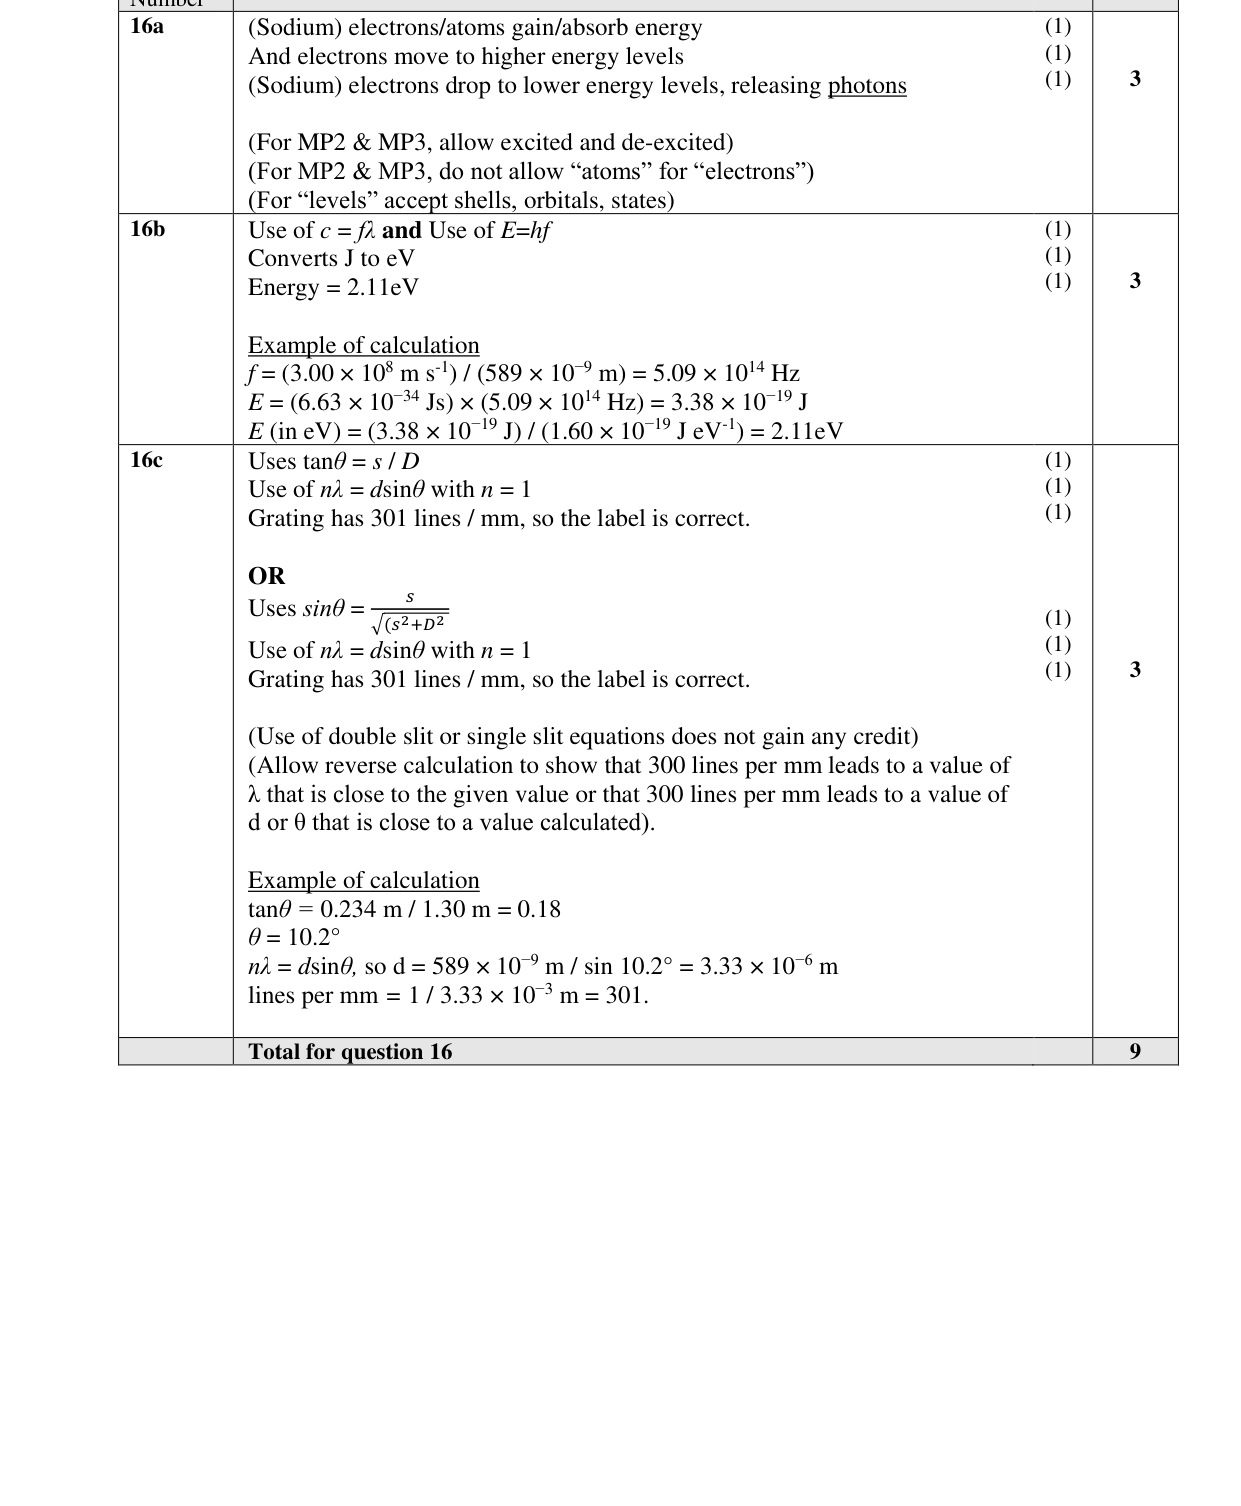 Number
16a (Sodium) electrons/atoms gain/absorb energy (1)
And electrons move to higher energy levels (1)
(Sodium) electrons drop to lower energy levels, releasing photons (1) 3
(For MP2 & MP3, allow excited and de-excited)
(For MP2 & MP3, do not allow “atoms” for “electrons”)
(For “levels” accept shells, orbitals, states)
16b Use of c = fλ and Use of E=hf (1)
Converts J to eV (1)
Energy = 2.11eV (1) 3
Example of calculation
f = (3.00 × 10⁸ m s⁻¹) / (589 × 10⁻⁹ m) = 5.09 × 10¹⁴ Hz
E = (6.63 × 10⁻³⁴ Js) × (5.09 × 10¹⁴ Hz) = 3.38 × 10⁻¹⁹ J
E (in eV) = (3.38 × 10⁻¹⁹ J) / (1.60 × 10⁻¹⁹ J eV⁻¹) = 2.11eV
16c Uses tanθ = s / D (1)
Use of nλ = dsinθ with n = 1 (1)
Grating has 301 lines / mm, so the label is correct. (1)
OR
Uses sinθ = s / √(s²+D² (1)
Use of nλ = dsinθ with n = 1 (1)
Grating has 301 lines / mm, so the label is correct. (1) 3
(Use of double slit or single slit equations does not gain any credit)
(Allow reverse calculation to show that 300 lines per mm leads to a value of
λ that is close to the given value or that 300 lines per mm leads to a value of
d or θ that is close to a value calculated).
Example of calculation
tanθ = 0.234 m / 1.30 m = 0.18
θ = 10.2°
nλ = dsinθ, so d = 589 × 10⁻⁹ m / sin 10.2° = 3.33 × 10⁻⁶ m
lines per mm = 1 / 3.33 × 10⁻³ m = 301.
Total for question 16 9